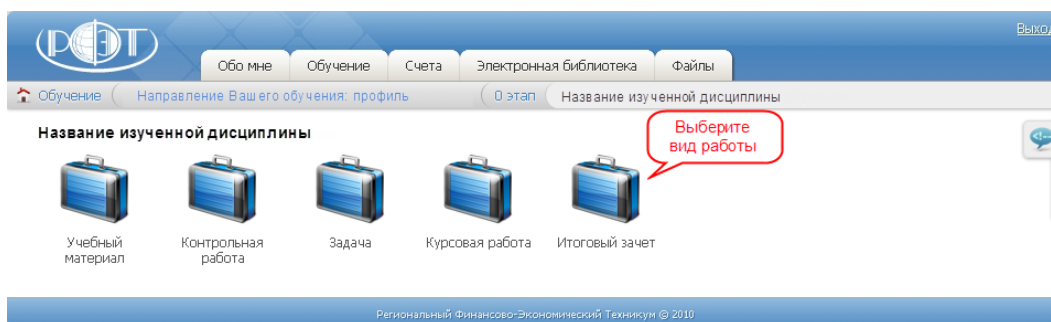 РФЭТ
Выход
Обо мне Обучение Счета Электронная библиотека Файлы
Обучение Направление Вашего обучения: профиль 0 этап Название изученной дисциплины
Название изученной дисциплины
Выберите
вид работы
Учебный
материал
Контрольная
работа
Задача
Курсовая работа
Итоговый зачет
Региональный Финансово-Экономический Техникум © 2010